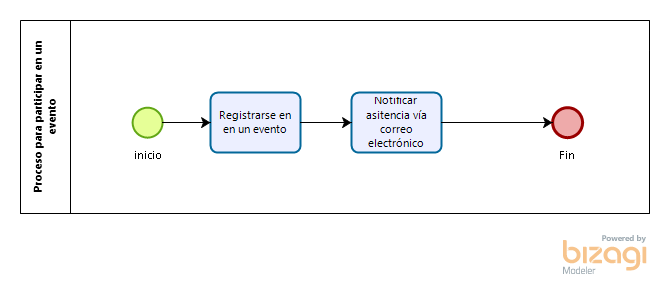 Proceso para participar en un
evento
inicio
Registrarse en
en un evento
Notificar
asitencia vía
correo
electrónico
Fin
Powered by
bizagi
Modeler